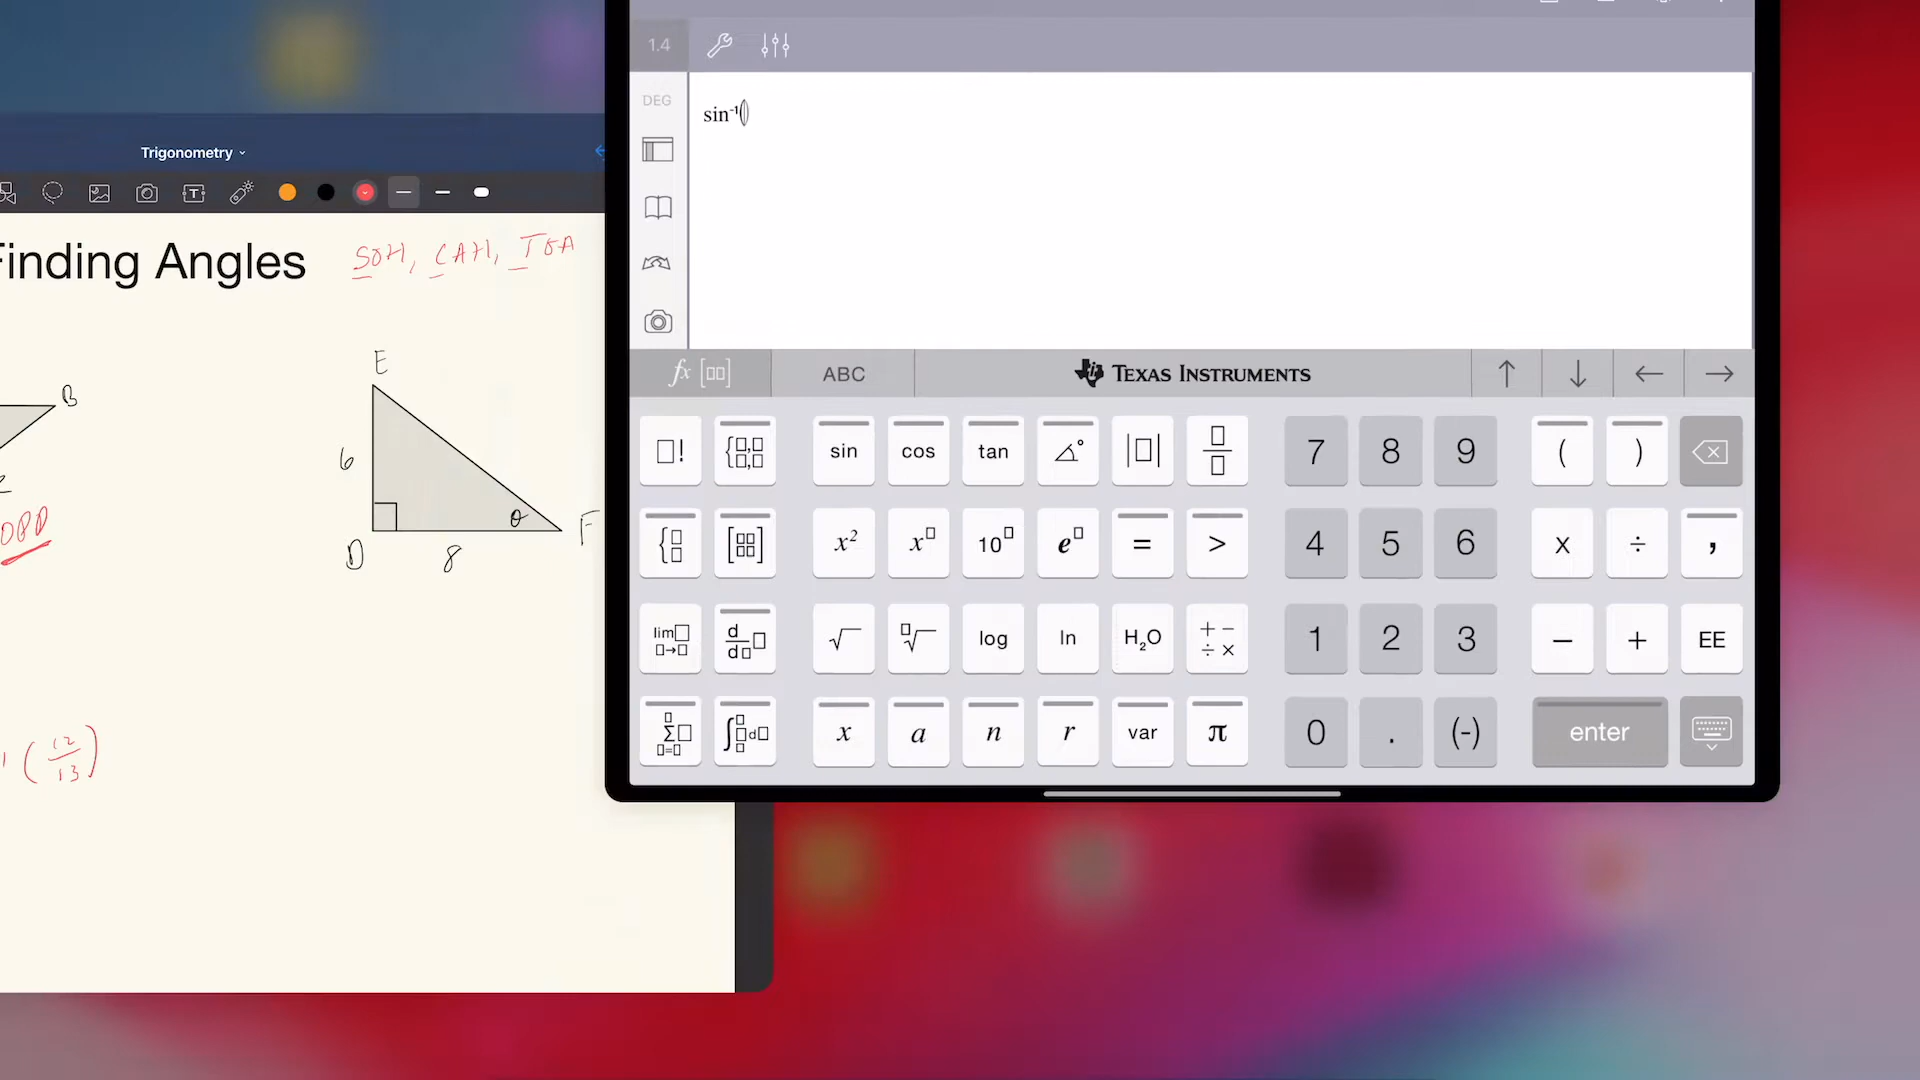 Trigonometry
Finding Angles
SOH, CAH, TOA
B
E
6
θ
F
D
8
(12/13)
1.4
DEG
sin⁻¹()
ABC
TEXAS INSTRUMENTS
sin cos tan 7 8 9 ( )
x² x 10 e = > 4 5 6 x ÷ ,
lim d/d √ √ log ln H₂O + − ÷ × 1 2 3 − + EE
Σ ∫ d x a n r var π 0 . (-) enter